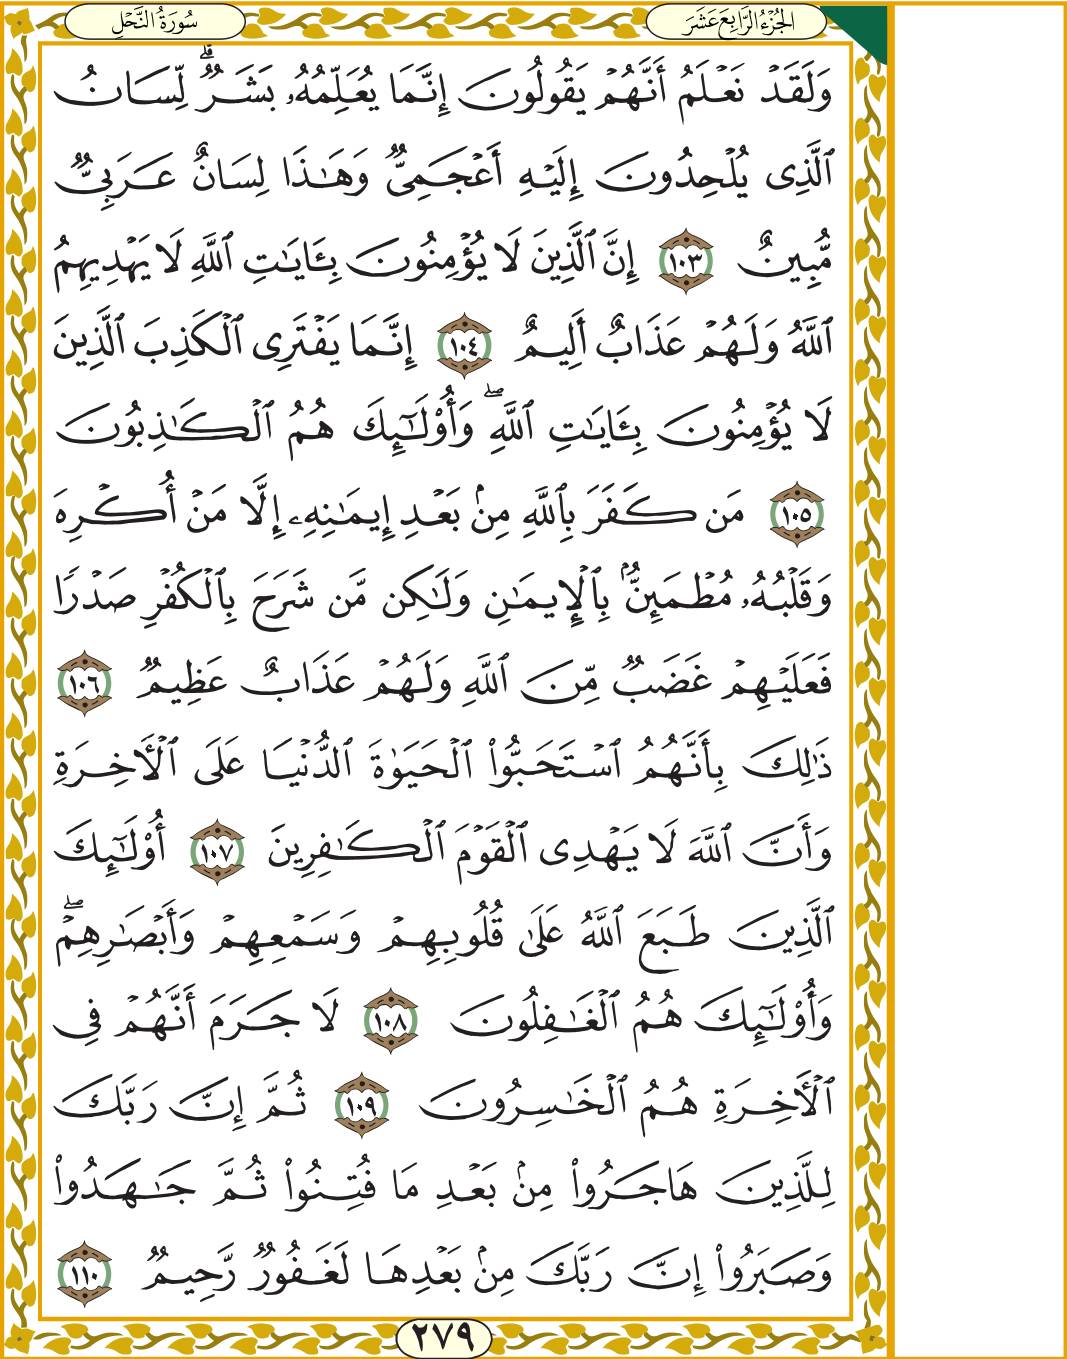 الجُزْءُ الرَّابِعَ عَشَرَ سُورَةُ النَّحْلِ
وَلَقَدْ نَعْلَمُ أَنَّهُمْ يَقُولُونَ إِنَّمَا يُعَلِّمُهُۥ بَشَرٌ ۗ لِّسَانُ
ٱلَّذِى يُلْحِدُونَ إِلَيْهِ أَعْجَمِىٌّ وَهَـٰذَا لِسَانٌ عَرَبِىٌّ
مُّبِينٌ ١٠٣ إِنَّ ٱلَّذِينَ لَا يُؤْمِنُونَ بِـَٔايَـٰتِ ٱللَّهِ لَا يَهْدِيهِمُ
ٱللَّهُ وَلَهُمْ عَذَابٌ أَلِيمٌ ١٠٤ إِنَّمَا يَفْتَرِى ٱلْكَذِبَ ٱلَّذِينَ
لَا يُؤْمِنُونَ بِـَٔايَـٰتِ ٱللَّهِ ۖ وَأُو۟لَـٰٓئِكَ هُمُ ٱلْكَـٰذِبُونَ
١٠٥ مَن كَفَرَ بِٱللَّهِ مِنۢ بَعْدِ إِيمَـٰنِهِۦٓ إِلَّا مَنْ أُكْرِهَ
وَقَلْبُهُۥ مُطْمَئِنٌّۢ بِٱلْإِيمَـٰنِ وَلَـٰكِن مَّن شَرَحَ بِٱلْكُفْرِ صَدْرًا
فَعَلَيْهِمْ غَضَبٌ مِّنَ ٱللَّهِ وَلَهُمْ عَذَابٌ عَظِيمٌ ١٠٦
ذَٰلِكَ بِأَنَّهُمُ ٱسْتَحَبُّوا۟ ٱلْحَيَوٰةَ ٱلدُّنْيَا عَلَى ٱلْأَخِرَةِ
وَأَنَّ ٱللَّهَ لَا يَهْدِى ٱلْقَوْمَ ٱلْكَـٰفِرِينَ ١٠٧ أُو۟لَـٰٓئِكَ
ٱلَّذِينَ طَبَعَ ٱللَّهُ عَلَىٰ قُلُوبِهِمْ وَسَمْعِهِمْ وَأَبْصَـٰرِهِمْ ۖ
وَأُو۟لَـٰٓئِكَ هُمُ ٱلْغَـٰفِلُونَ ١٠٨ لَا جَرَمَ أَنَّهُمْ فِى
ٱلْأَخِرَةِ هُمُ ٱلْخَـٰسِرُونَ ١٠٩ ثُمَّ إِنَّ رَبَّكَ
لِلَّذِينَ هَاجَرُوا۟ مِنۢ بَعْدِ مَا فُتِنُوا۟ ثُمَّ جَـٰهَدُوا۟
وَصَبَرُوٓا۟ إِنَّ رَبَّكَ مِنۢ بَعْدِهَا لَغَفُورٌ رَّحِيمٌ ١١٠
٢٧٩